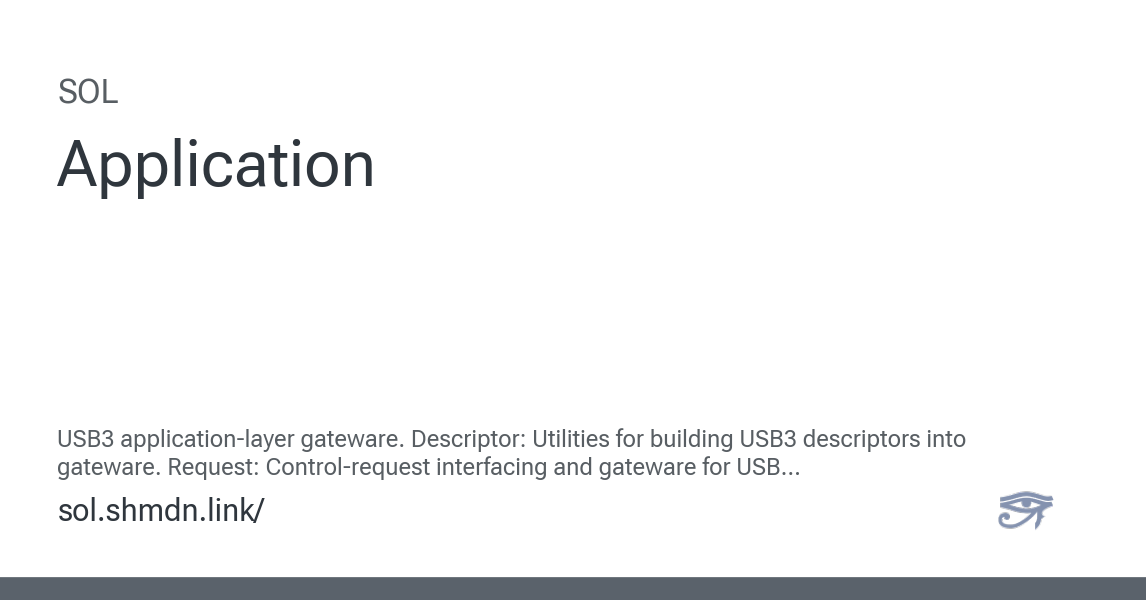 SOL
Application
USB3 application-layer gateware. Descriptor: Utilities for building USB3 descriptors into
gateware. Request: Control-request interfacing and gateware for USB...
sol.shmdn.link/